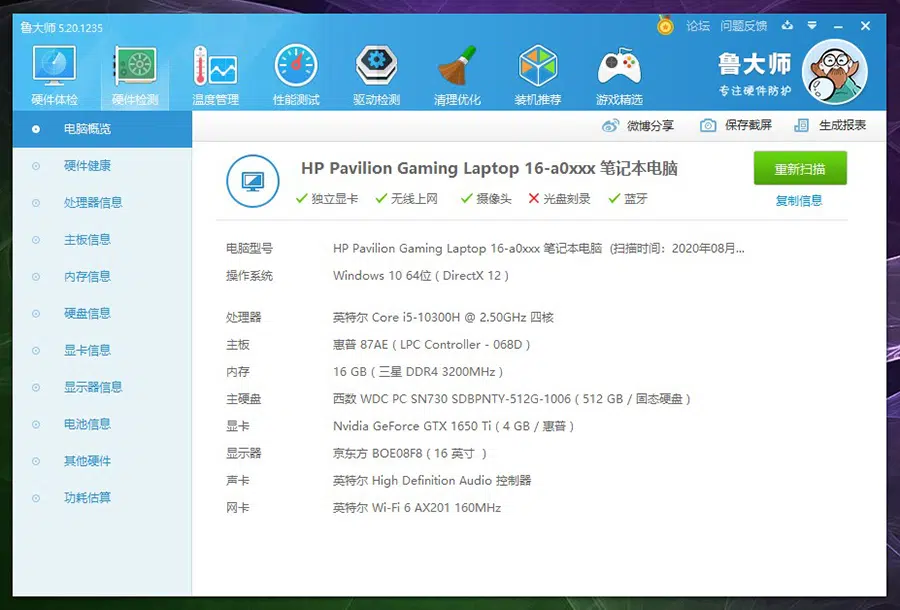 鲁大师 5.20.1235
论坛 问题反馈
硬件体检 硬件检测 温度管理 性能测试 驱动检测 清理优化 装机推荐 游戏精选
鲁大师
专注硬件防护
电脑概览
硬件健康
处理器信息
主板信息
内存信息
硬盘信息
显卡信息
显示器信息
电池信息
其他硬件
功耗估算
微博分享 保存截屏 生成报表
HP Pavilion Gaming Laptop 16-a0xxx 笔记本电脑
重新扫描
独立显卡 无线上网 摄像头 光盘刻录 蓝牙
复制信息
电脑型号 HP Pavilion Gaming Laptop 16-a0xxx 笔记本电脑 (扫描时间：2020年08月...
操作系统 Windows 10 64位 ( DirectX 12 )
处理器 英特尔 Core i5-10300H @ 2.50GHz 四核
主板 惠普 87AE ( LPC Controller - 068D )
内存 16 GB ( 三星 DDR4 3200MHz )
主硬盘 西数 WDC PC SN730 SDBPNTY-512G-1006 ( 512 GB / 固态硬盘 )
显卡 Nvidia GeForce GTX 1650 Ti ( 4 GB / 惠普 )
显示器 京东方 BOE08F8 ( 16 英寸 )
声卡 英特尔 High Definition Audio 控制器
网卡 英特尔 Wi-Fi 6 AX201 160MHz